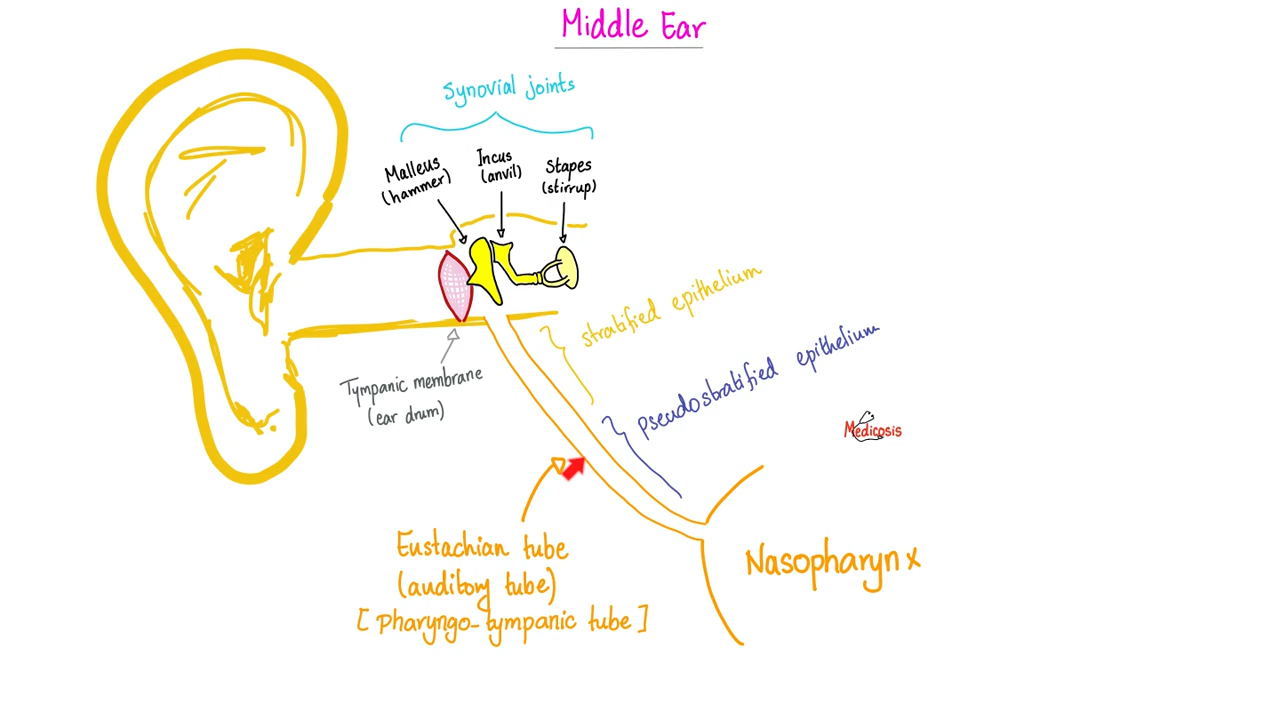 Middle Ear
Synovial joints
Malleus
(hammer)
Incus
(anvil)
Stapes
(stirrup)
stratified epithelium
pseudostratified epithelium
Tympanic membrane
(ear drum)
Medicosis
Eustachian tube
(auditory tube)
[Pharyngo-tympanic tube]
Nasopharynx